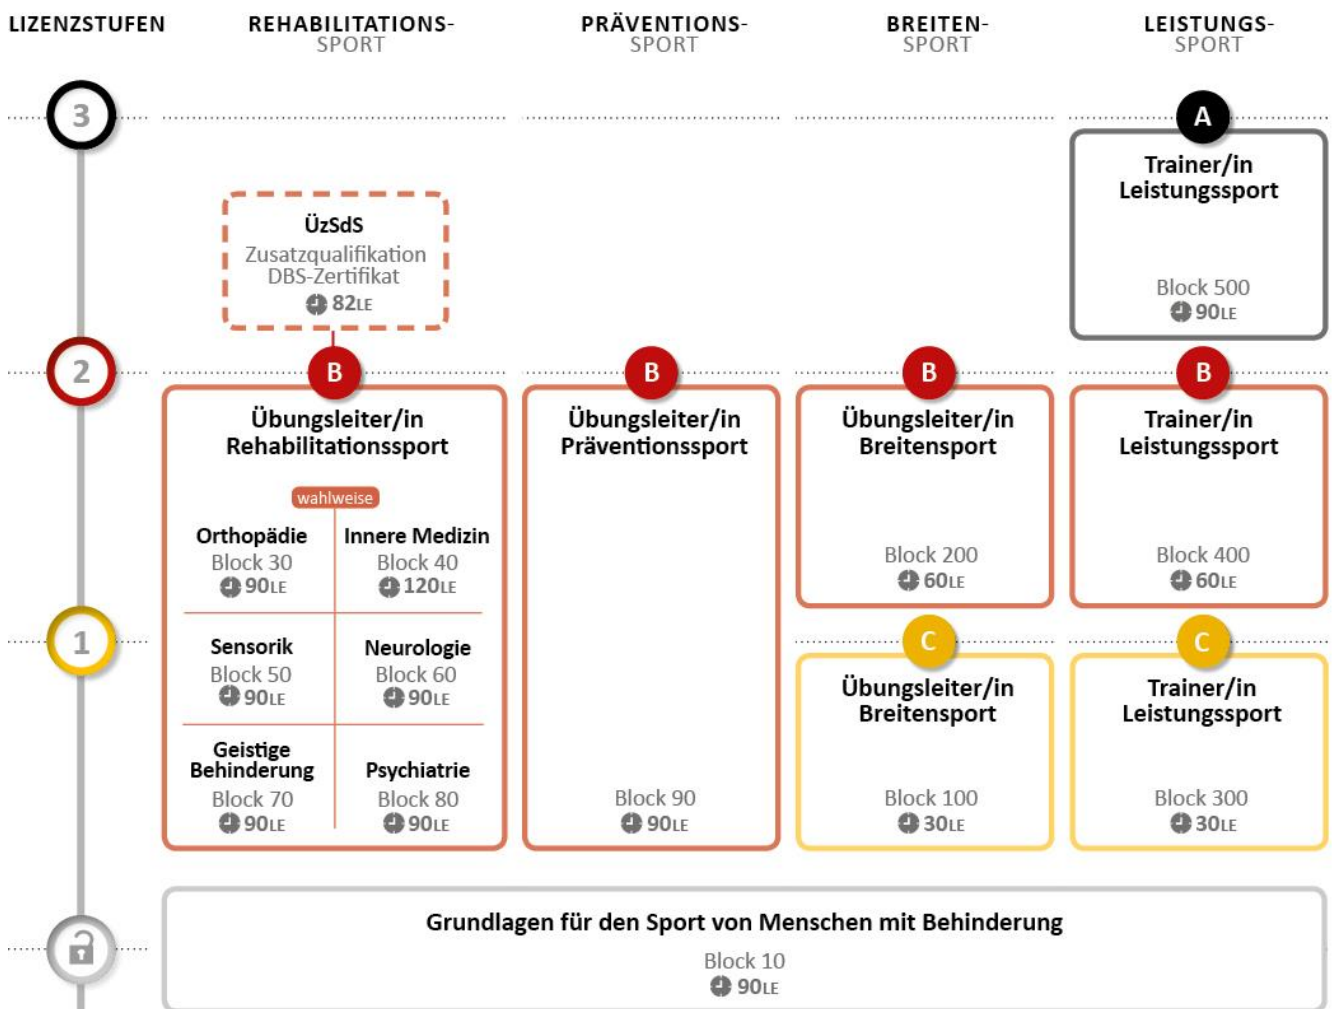 LIZENZSTUFEN
REHABILITATIONS-
SPORT
PRÄVENTIONS-
SPORT
BREITEN-
SPORT
LEISTUNGS-
SPORT
3
A
Trainer/in
Leistungssport
Block 500
90LE
ÜzSdS
Zusatzqualifikation
DBS-Zertifikat
82LE
2
B
Übungsleiter/in
Rehabilitationssport
wahlweise
Orthopädie
Block 30
90LE
Innere Medizin
Block 40
120LE
Sensorik
Block 50
90LE
Neurologie
Block 60
90LE
Geistige
Behinderung
Block 70
90LE
Psychiatrie
Block 80
90LE
B
Übungsleiter/in
Präventionssport
Block 90
90LE
B
Übungsleiter/in
Breitensport
Block 200
60LE
B
Trainer/in
Leistungssport
Block 400
60LE
1
C
Übungsleiter/in
Breitensport
Block 100
30LE
C
Trainer/in
Leistungssport
Block 300
30LE
Grundlagen für den Sport von Menschen mit Behinderung
Block 10
90LE